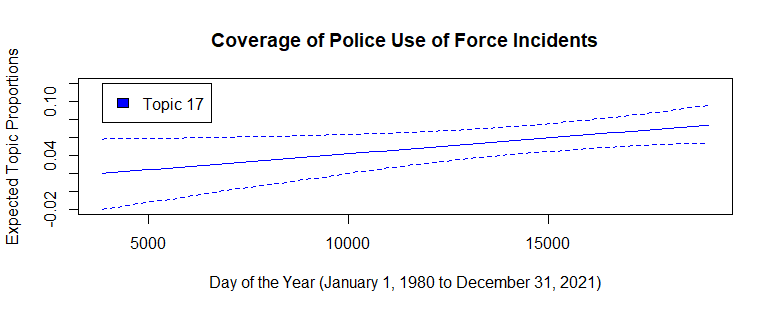 Coverage of Police Use of Force Incidents
Expected Topic Proportions
0.10
0.04
-0.02
Topic 17
5000 10000 15000
Day of the Year (January 1, 1980 to December 31, 2021)